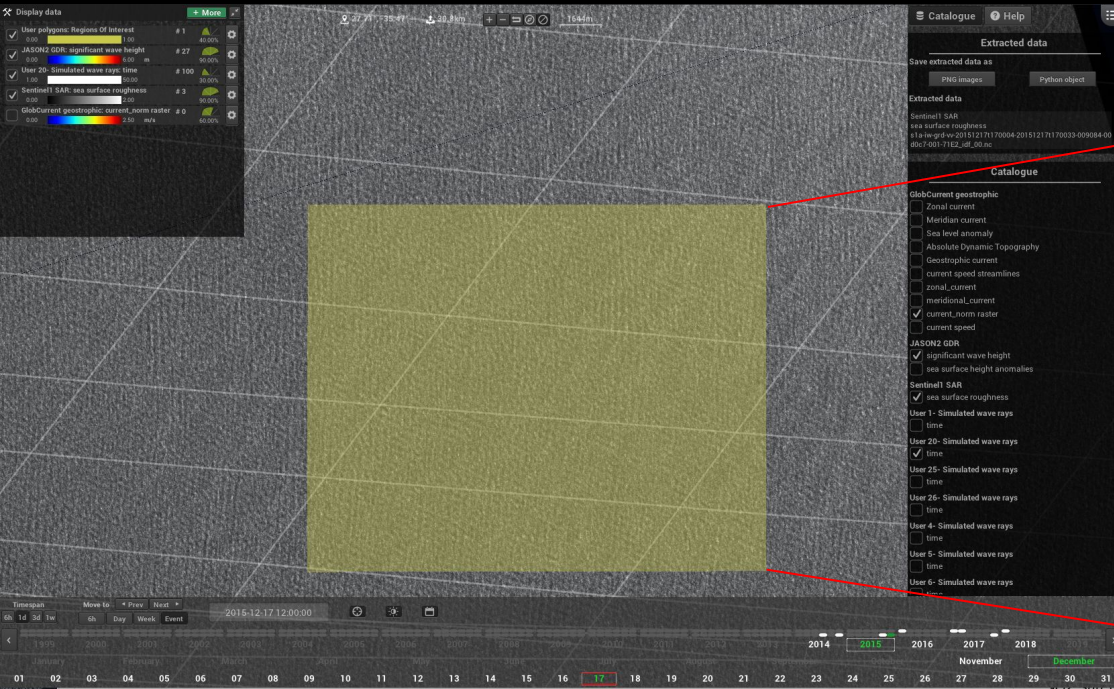 Display data
+ More
User polygons: Regions Of Interest # 1
0.00 1.00 40.00%
JASON2 GDR: significant wave height # 27
0.00 6.00 m 90.00%
User 20- Simulated wave rays: time # 100
1.00 50.00 30.00%
Sentinel1 SAR: sea surface roughness # 3
0.00 2.00 90.00%
GlobCurrent geostrophic: current_norm raster # 0
0.00 2.50 m/s 60.00%
1644m
Catalogue Help
Extracted data
Save extracted data as
PNG images Python object
Extracted data
Sentinel1 SAR
sea surface roughness
s1a-iw-grd-vv-20151217t170004-20151217t170033-009084-00
d0c7-001-71E2_idf_00.nc
Catalogue
GlobCurrent geostrophic
Zonal current
Meridian current
Sea level anomaly
Absolute Dynamic Topography
Geostrophic current
current speed streamlines
zonal_current
meridional_current
current_norm raster
current speed
JASON2 GDR
significant wave height
sea surface height anomalies
Sentinel1 SAR
sea surface roughness
User 1- Simulated wave rays
time
User 20- Simulated wave rays
time
User 25- Simulated wave rays
time
User 26- Simulated wave rays
time
User 4- Simulated wave rays
time
User 5- Simulated wave rays
time
User 6- Simulated wave rays
time
Timespan
6h 1d 3d 1w
Move to Prev Next
6h Day Week Event
2015-12-17 12:00:00
1999 2000 2014 2015 2016 2017 2018
January February March April May June August November December
01 02 03 04 05 06 07 08 09 10 11 12 13 14 15 16 17 18 19 20 21 22 23 24 25 26 27 28 29 30 31